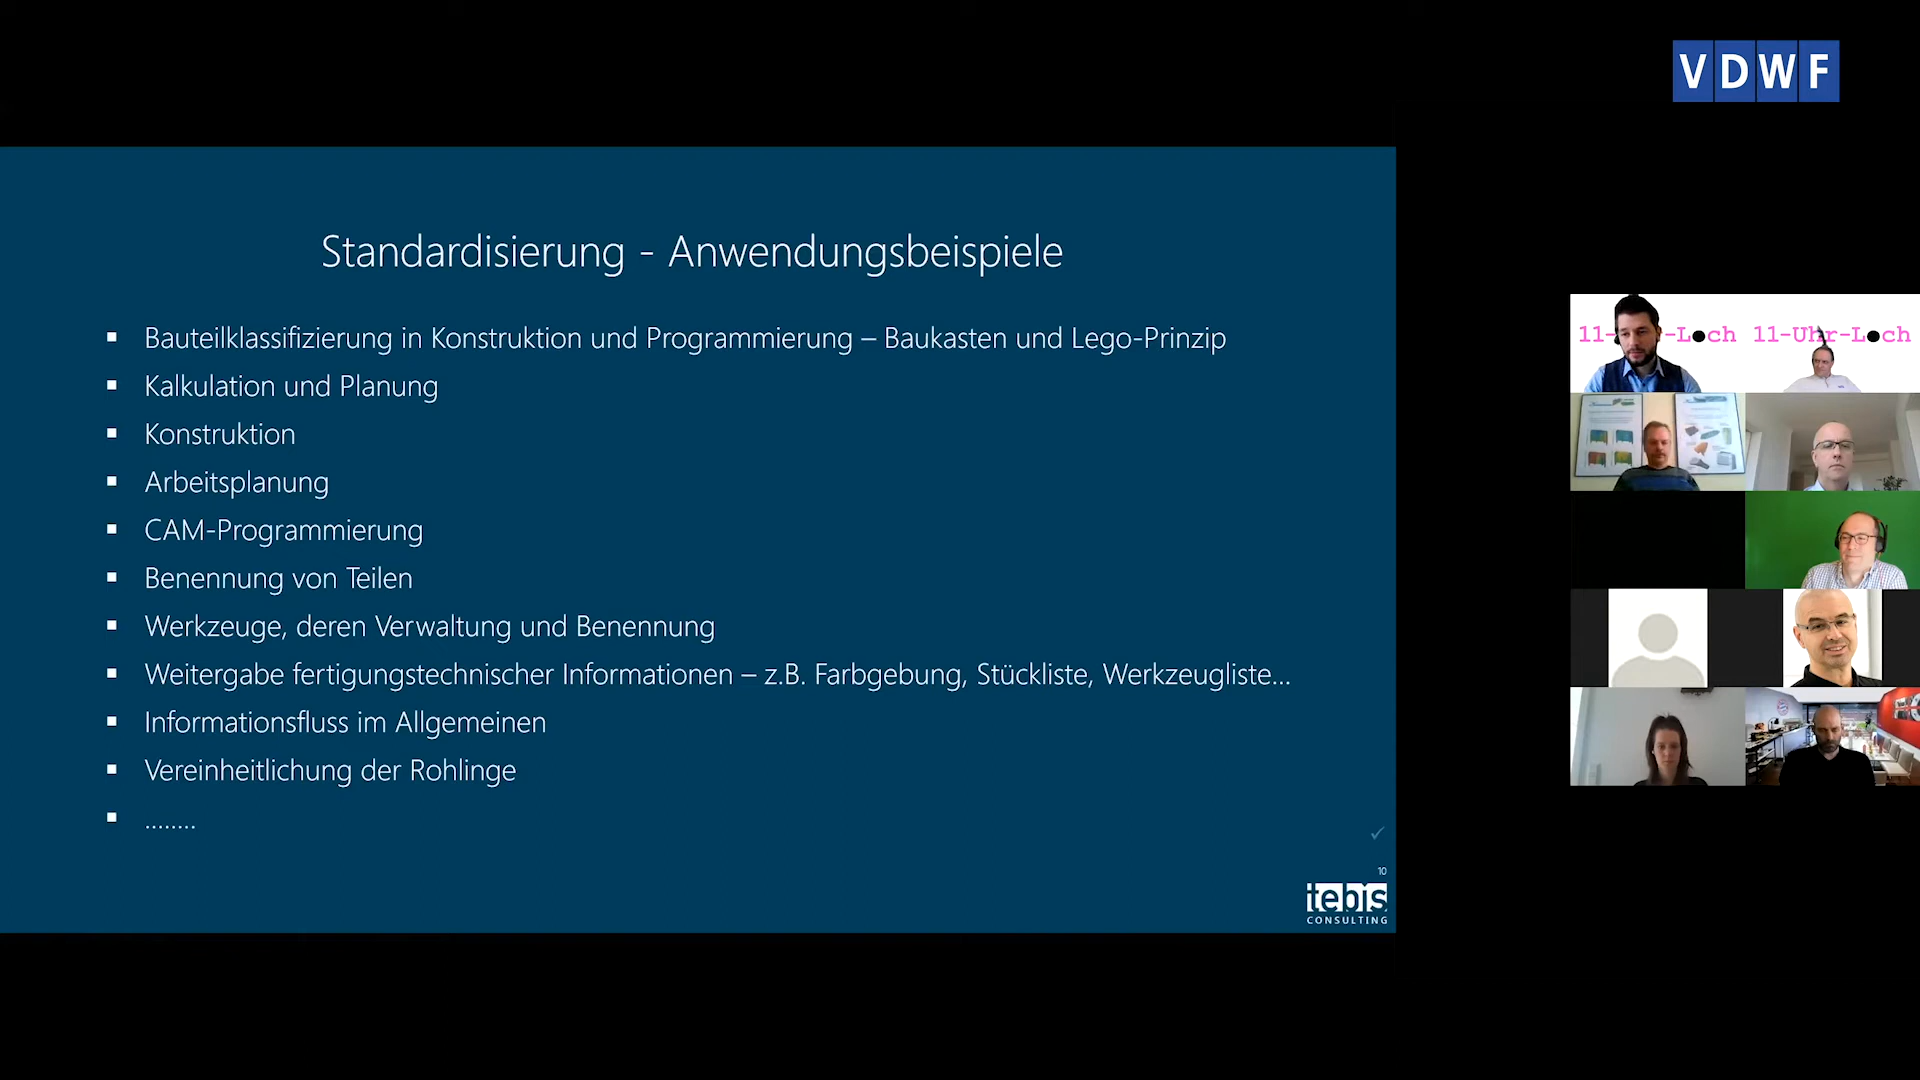 VDWF
Standardisierung - Anwendungsbeispiele
▪ Bauteilklassifizierung in Konstruktion und Programmierung – Baukasten und Lego-Prinzip
▪ Kalkulation und Planung
▪ Konstruktion
▪ Arbeitsplanung
▪ CAM-Programmierung
▪ Benennung von Teilen
▪ Werkzeuge, deren Verwaltung und Benennung
▪ Weitergabe fertigungstechnischer Informationen – z.B. Farbgebung, Stückliste, Werkzeugliste...
▪ Informationsfluss im Allgemeinen
▪ Vereinheitlichung der Rohlinge
▪ ........
10
tebis
CONSULTING
11-Uhr-Loch